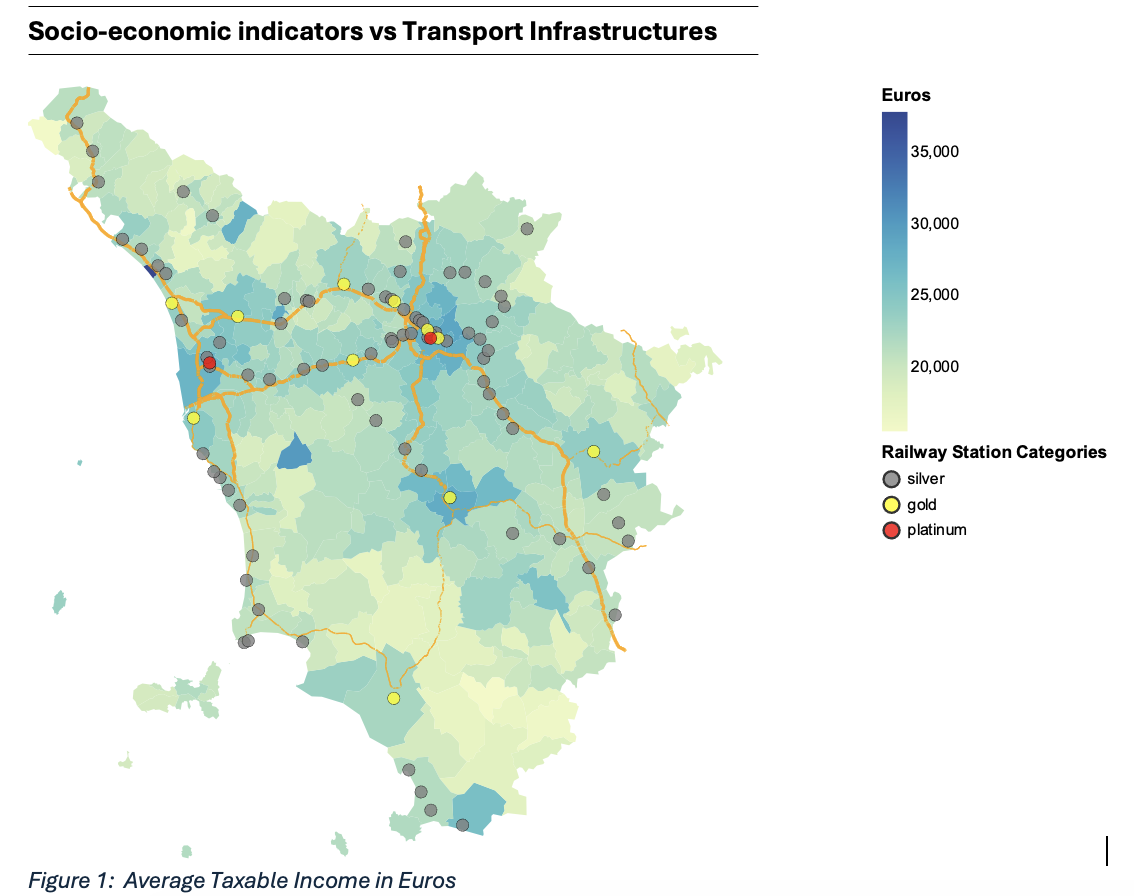 Socio-economic indicators vs Transport Infrastructures
Euros
35,000
30,000
25,000
20,000
Railway Station Categories
silver
gold
platinum
Figure 1: Average Taxable Income in Euros